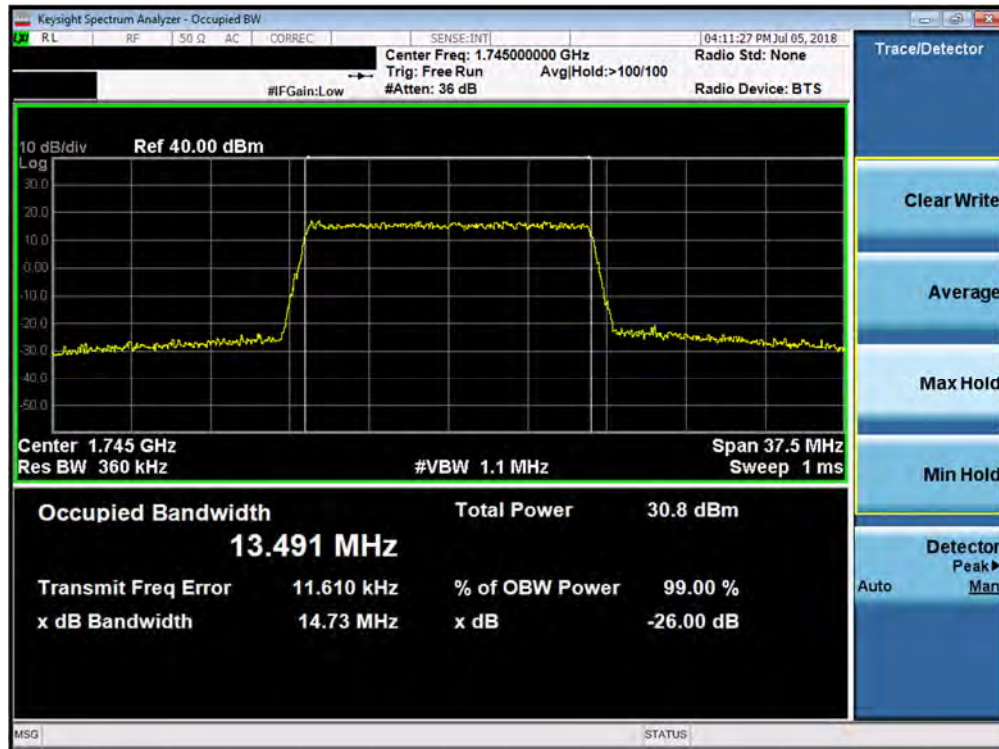 Keysight Spectrum Analyzer - Occupied BW
LXI RL RF 50 Ω AC CORREC SENSE:INT 04:11:27 PM Jul 05, 2018
Center Freq: 1.745000000 GHz Radio Std: None
Trig: Free Run Avg|Hold:>100/100
#IFGain:Low #Atten: 36 dB Radio Device: BTS
10 dB/div Ref 40.00 dBm
Log
30.0
20.0
10.0
0.00
-10.0
-20.0
-30.0
-40.0
-50.0
Center 1.745 GHz Span 37.5 MHz
Res BW 360 kHz #VBW 1.1 MHz Sweep 1 ms
Occupied Bandwidth Total Power 30.8 dBm
13.491 MHz
Transmit Freq Error 11.610 kHz % of OBW Power 99.00 %
x dB Bandwidth 14.73 MHz x dB -26.00 dB
MSG STATUS
Trace/Detector
Clear Write
Average
Max Hold
Min Hold
Detector
Peak▶
Auto Man